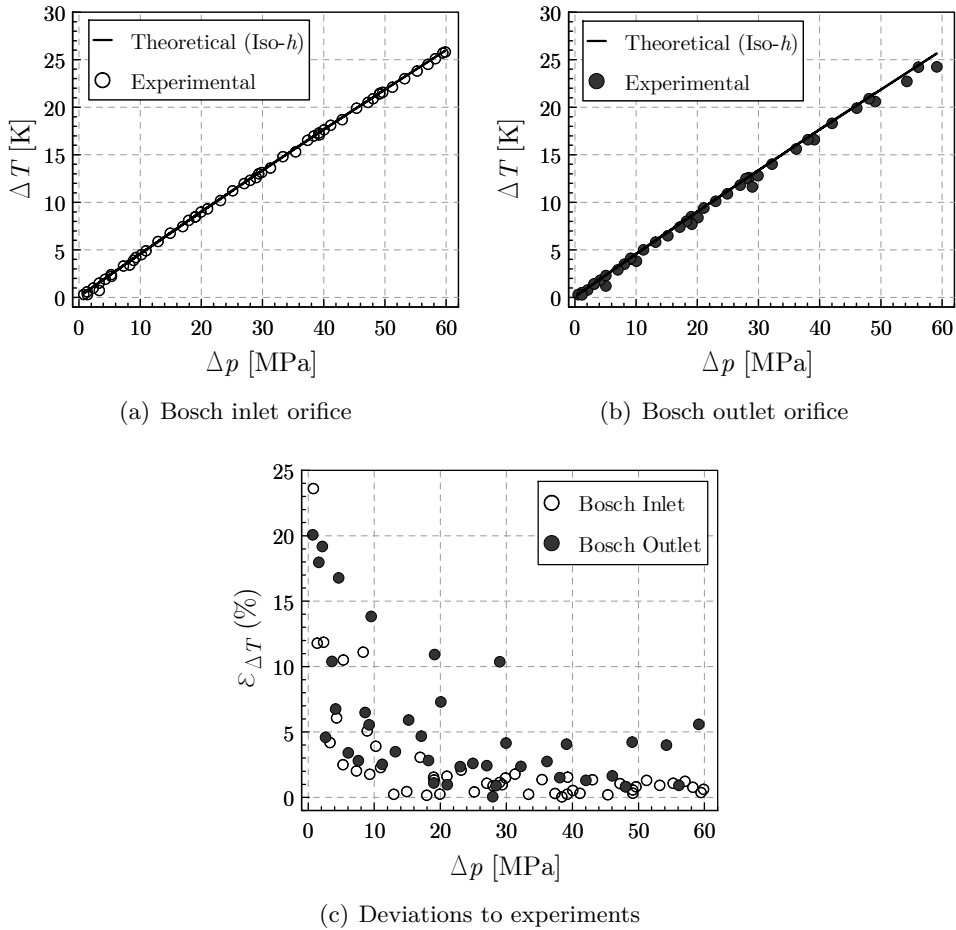 30
25
20
15
10
5
0
ΔT [K]
Theoretical (Iso-h)
Experimental
0 10 20 30 40 50 60
Δp [MPa]
(a) Bosch inlet orifice
30
25
20
15
10
5
0
ΔT [K]
Theoretical (Iso-h)
Experimental
0 10 20 30 40 50 60
Δp [MPa]
(b) Bosch outlet orifice
25
20
15
10
5
0
ε ΔT (%)
Bosch Inlet
Bosch Outlet
0 10 20 30 40 50 60
Δp [MPa]
(c) Deviations to experiments